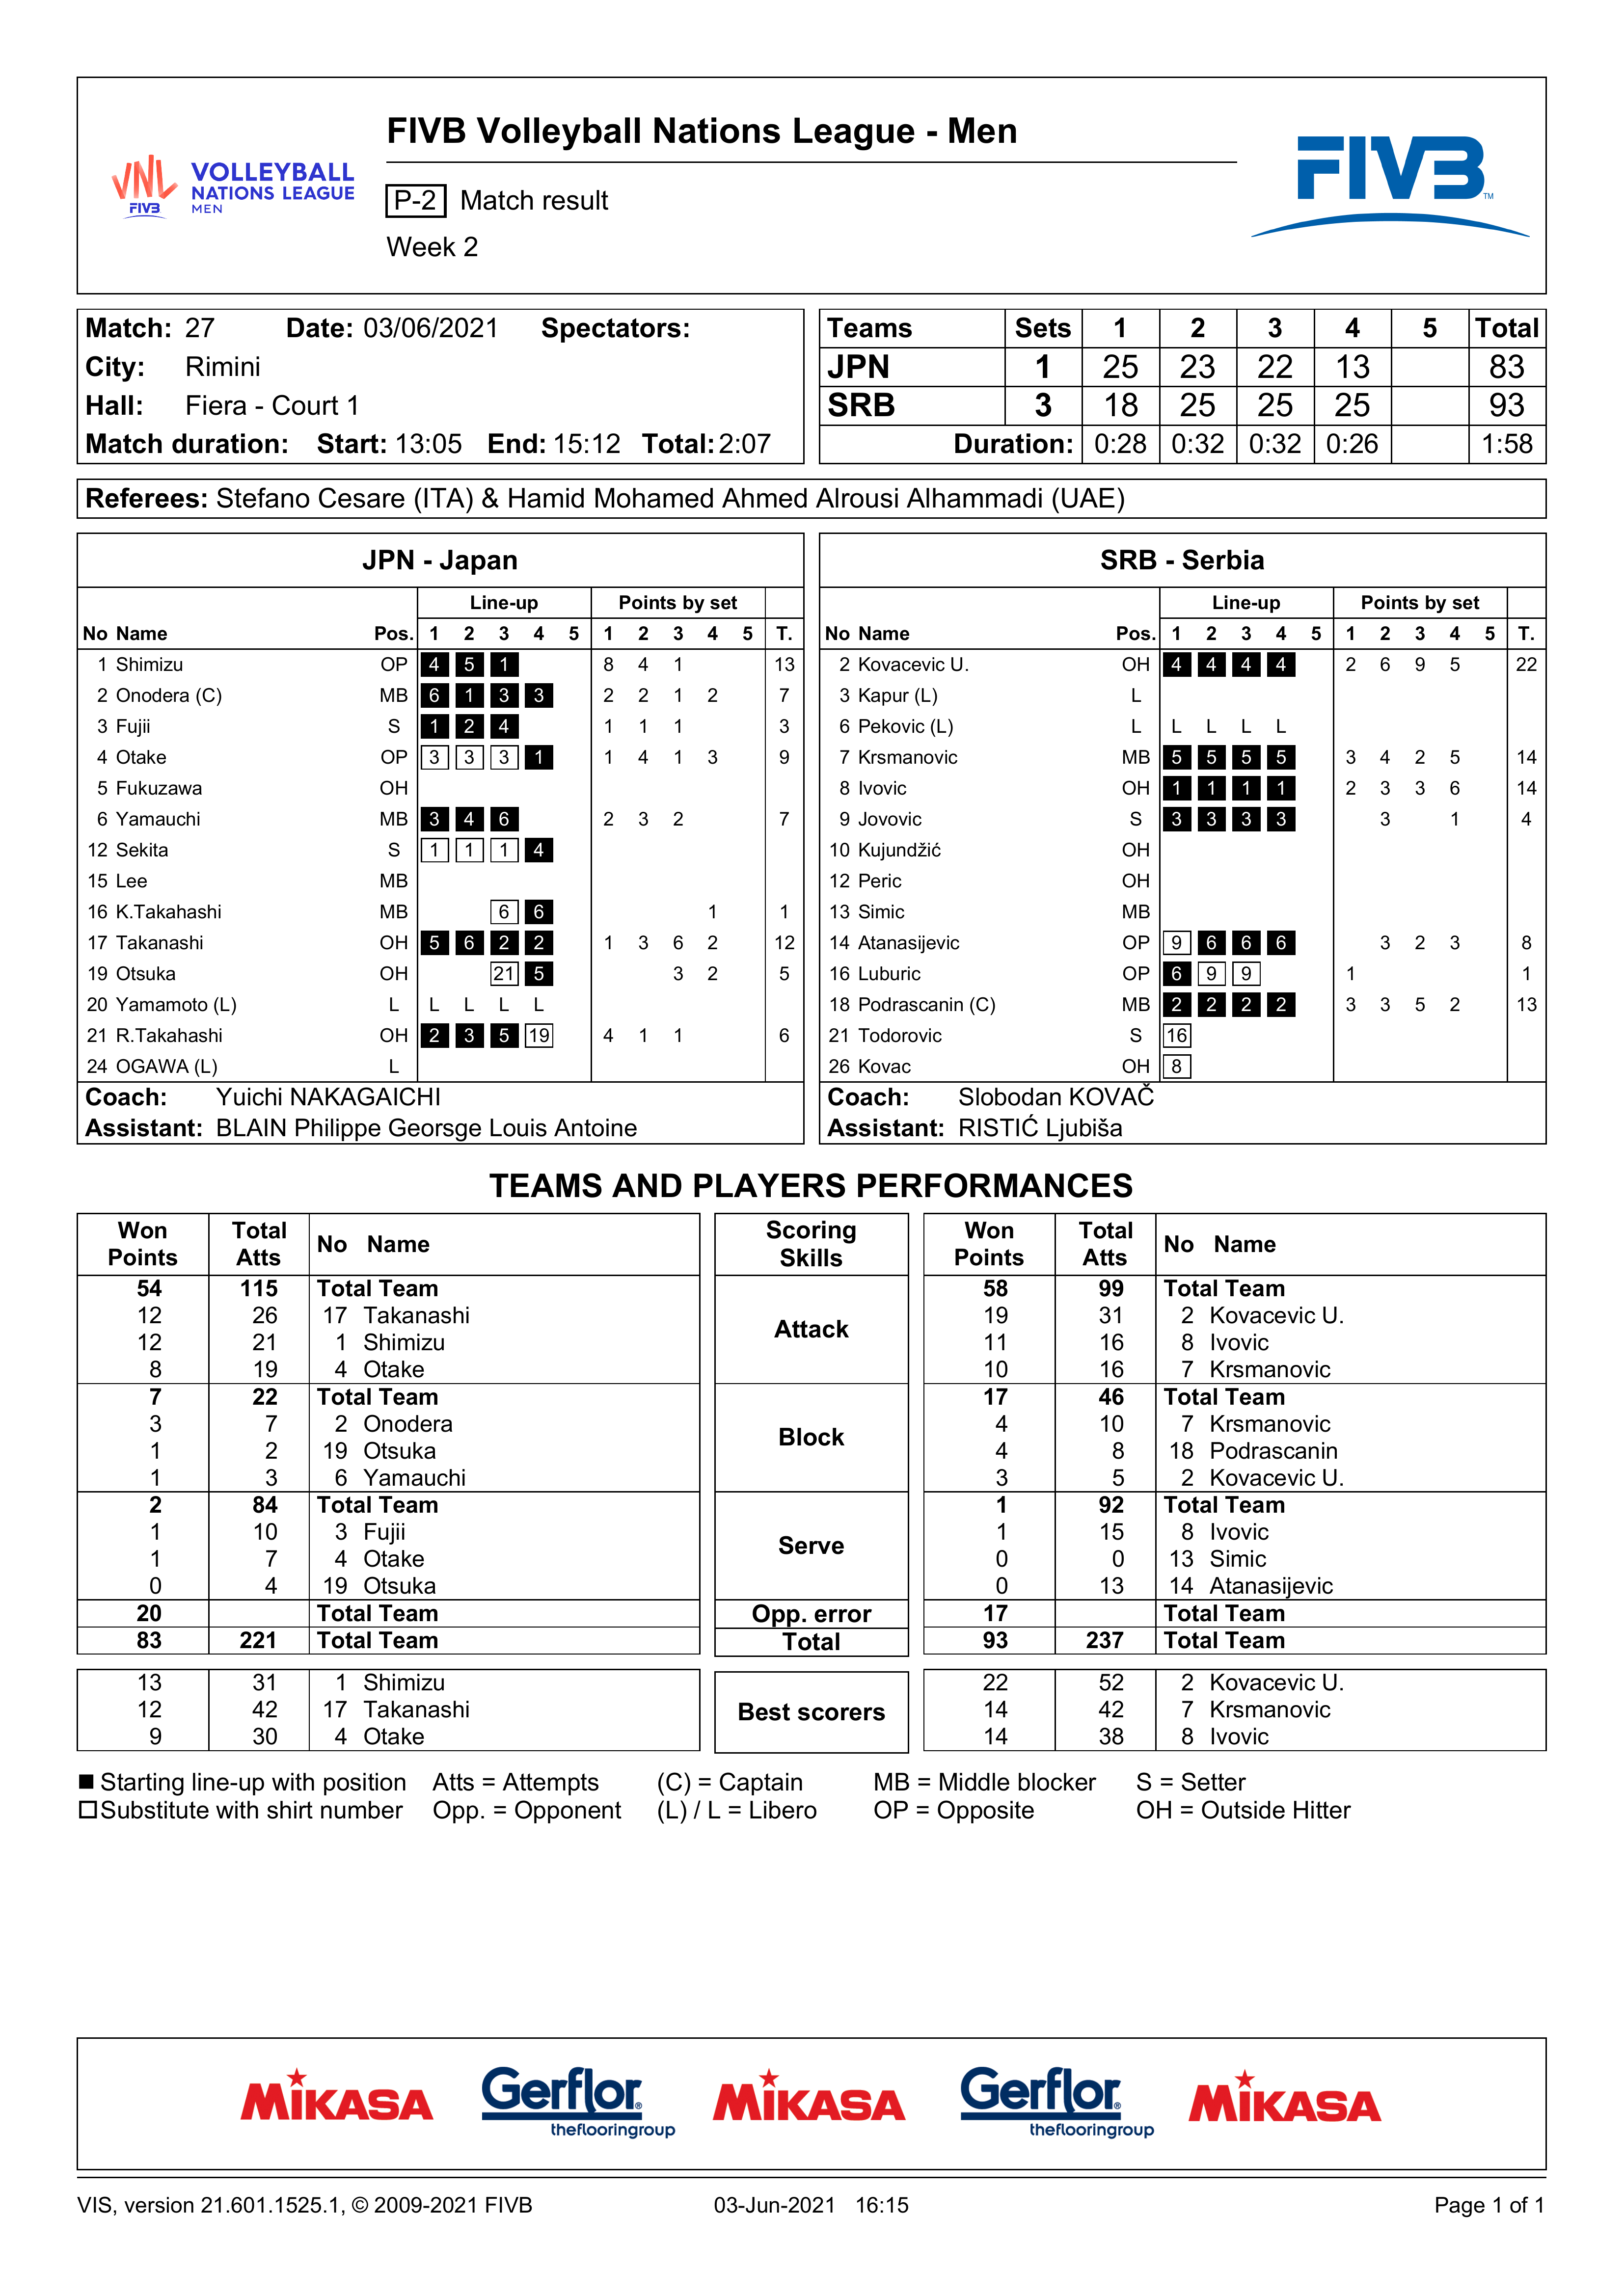 FIVB Volleyball Nations League - Men
VNL FIVB VOLLEYBALL NATIONS LEAGUE MEN
P-2 Match result
FIVB TM
Week 2
Match: 27 Date: 03/06/2021 Spectators:
City: Rimini
Hall: Fiera - Court 1
Match duration: Start: 13:05 End: 15:12 Total: 2:07
Teams Sets 1 2 3 4 5 Total
JPN 1 25 23 22 13 83
SRB 3 18 25 25 25 93
Duration: 0:28 0:32 0:32 0:26 1:58
Referees: Stefano Cesare (ITA) & Hamid Mohamed Ahmed Alrousi Alhammadi (UAE)
JPN - Japan
Line-up Points by set
No Name Pos. 1 2 3 4 5 1 2 3 4 5 T.
1 Shimizu OP 4 5 1 8 4 1 13
2 Onodera (C) MB 6 1 3 3 2 2 1 2 7
3 Fujii S 1 2 4 1 1 1 3
4 Otake OP 3 3 3 1 1 4 1 3 9
5 Fukuzawa OH
6 Yamauchi MB 3 4 6 2 3 2 7
12 Sekita S 1 1 1 4
15 Lee MB
16 K.Takahashi MB 6 6 1 1
17 Takanashi OH 5 6 2 2 1 3 6 2 12
19 Otsuka OH 21 5 3 2 5
20 Yamamoto (L) L L L L L
21 R.Takahashi OH 2 3 5 19 4 1 1 6
24 OGAWA (L) L
Coach: Yuichi NAKAGAICHI
Assistant: BLAIN Philippe Georsge Louis Antoine
SRB - Serbia
Line-up Points by set
No Name Pos. 1 2 3 4 5 1 2 3 4 5 T.
2 Kovacevic U. OH 4 4 4 4 2 6 9 5 22
3 Kapur (L) L
6 Pekovic (L) L L L L L
7 Krsmanovic MB 5 5 5 5 3 4 2 5 14
8 Ivovic OH 1 1 1 1 2 3 3 6 14
9 Jovovic S 3 3 3 3 3 1 4
10 Kujundžić OH
12 Peric OH
13 Simic MB
14 Atanasijevic OP 9 6 6 6 3 2 3 8
16 Luburic OP 6 9 9 1 1
18 Podrascanin (C) MB 2 2 2 2 3 3 5 2 13
21 Todorovic S 16
26 Kovac OH 8
Coach: Slobodan KOVAČ
Assistant: RISTIĆ Ljubiša
TEAMS AND PLAYERS PERFORMANCES
Won Points Total Atts No Name Scoring Skills Won Points Total Atts No Name
Attack
54 115 Total Team 58 99 Total Team
12 26 17 Takanashi 19 31 2 Kovacevic U.
12 21 1 Shimizu 11 16 8 Ivovic
8 19 4 Otake 10 16 7 Krsmanovic
Block
7 22 Total Team 17 46 Total Team
3 7 2 Onodera 4 10 7 Krsmanovic
1 2 19 Otsuka 4 8 18 Podrascanin
1 3 6 Yamauchi 3 5 2 Kovacevic U.
Serve
2 84 Total Team 1 92 Total Team
1 10 3 Fujii 1 15 8 Ivovic
1 7 4 Otake 0 0 13 Simic
0 4 19 Otsuka 0 13 14 Atanasijevic
20 Total Team Opp. error 17 Total Team
83 221 Total Team Total 93 237 Total Team
Best scorers
13 31 1 Shimizu 22 52 2 Kovacevic U.
12 42 17 Takanashi 14 42 7 Krsmanovic
9 30 4 Otake 14 38 8 Ivovic
Starting line-up with position Atts = Attempts (C) = Captain MB = Middle blocker S = Setter
Substitute with shirt number Opp. = Opponent (L) / L = Libero OP = Opposite OH = Outside Hitter
MIKASA Gerflor® theflooringgroup MIKASA Gerflor® theflooringgroup MIKASA
VIS, version 21.601.1525.1, © 2009-2021 FIVB 03-Jun-2021 16:15 Page 1 of 1